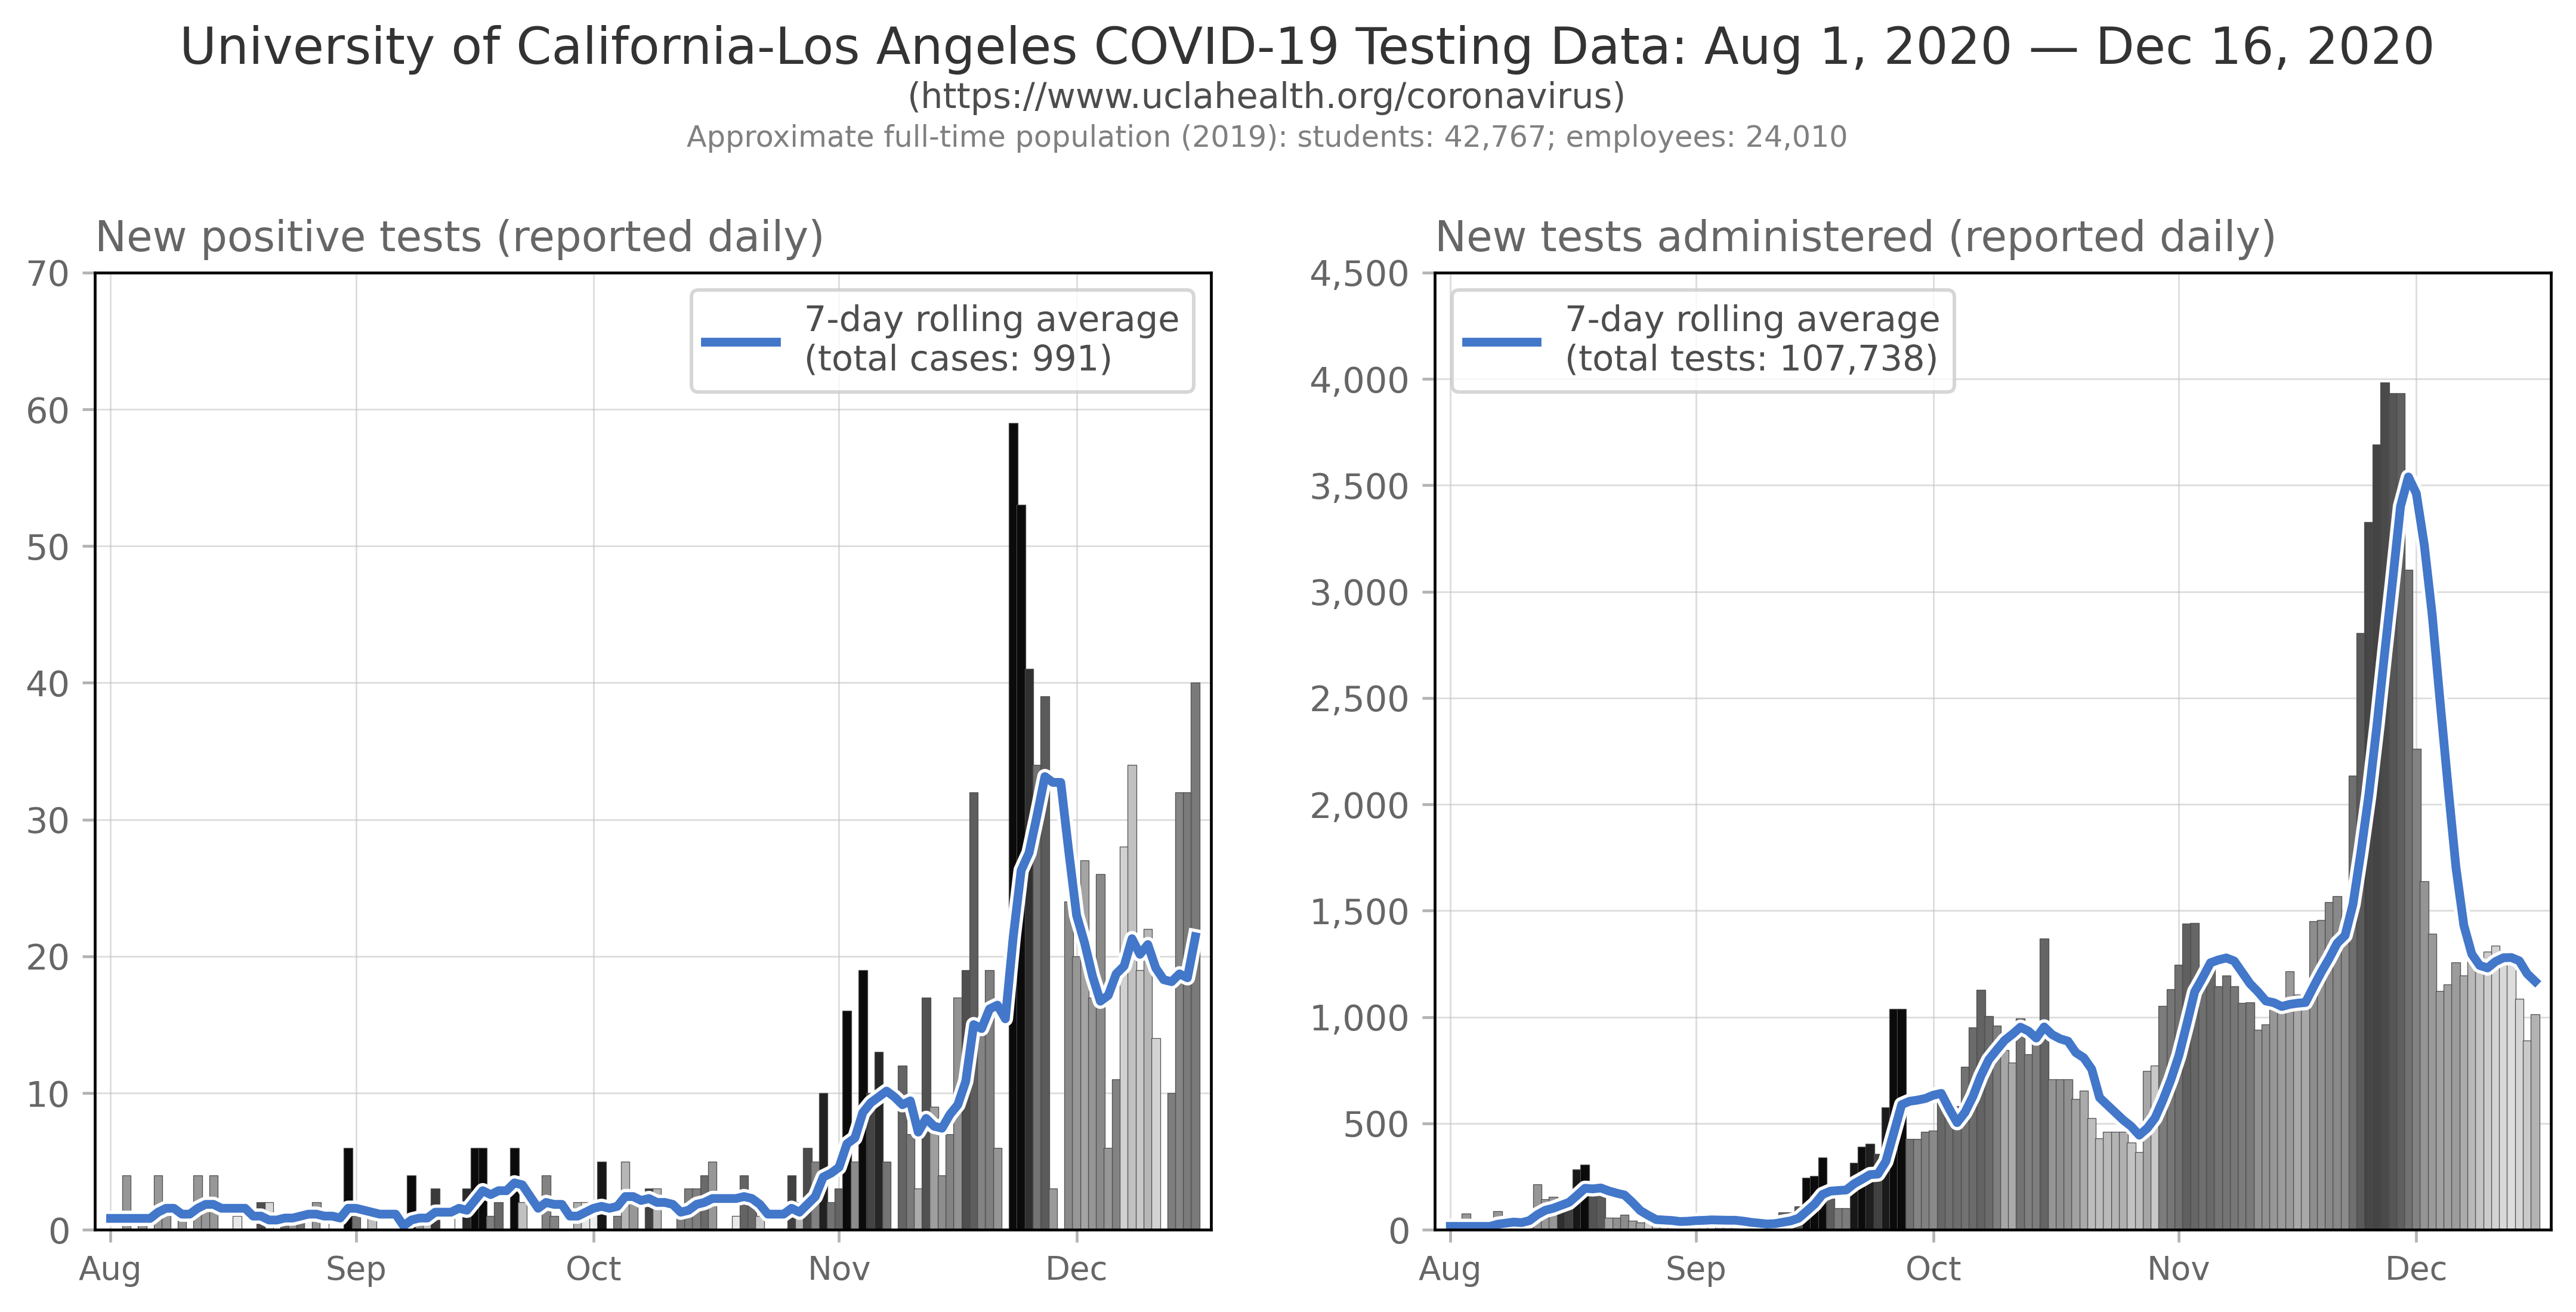 University of California-Los Angeles COVID-19 Testing Data: Aug 1, 2020 — Dec 16, 2020
(https://www.uclahealth.org/coronavirus)
Approximate full-time population (2019): students: 42,767; employees: 24,010
New positive tests (reported daily)
70
60
50
40
30
20
10
0
7-day rolling average
(total cases: 991)
Aug
Sep
Oct
Nov
Dec
New tests administered (reported daily)
4,500
4,000
3,500
3,000
2,500
2,000
1,500
1,000
500
0
7-day rolling average
(total tests: 107,738)
Aug
Sep
Oct
Nov
Dec